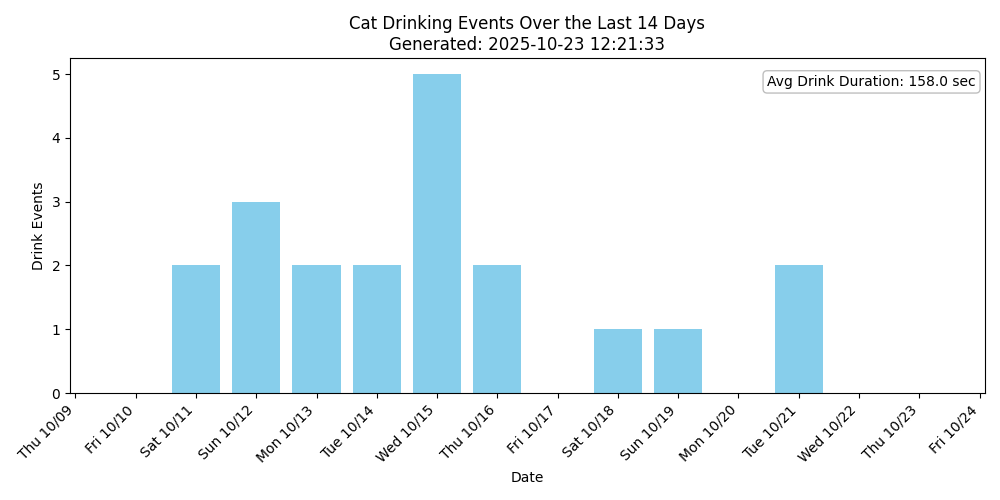 Cat Drinking Events Over the Last 14 Days
Generated: 2025-10-23 12:21:33
Avg Drink Duration: 158.0 sec
Drink Events
5
4
3
2
1
0
Thu 10/09
Fri 10/10
Sat 10/11
Sun 10/12
Mon 10/13
Tue 10/14
Wed 10/15
Thu 10/16
Fri 10/17
Sat 10/18
Sun 10/19
Mon 10/20
Tue 10/21
Wed 10/22
Thu 10/23
Fri 10/24
Date